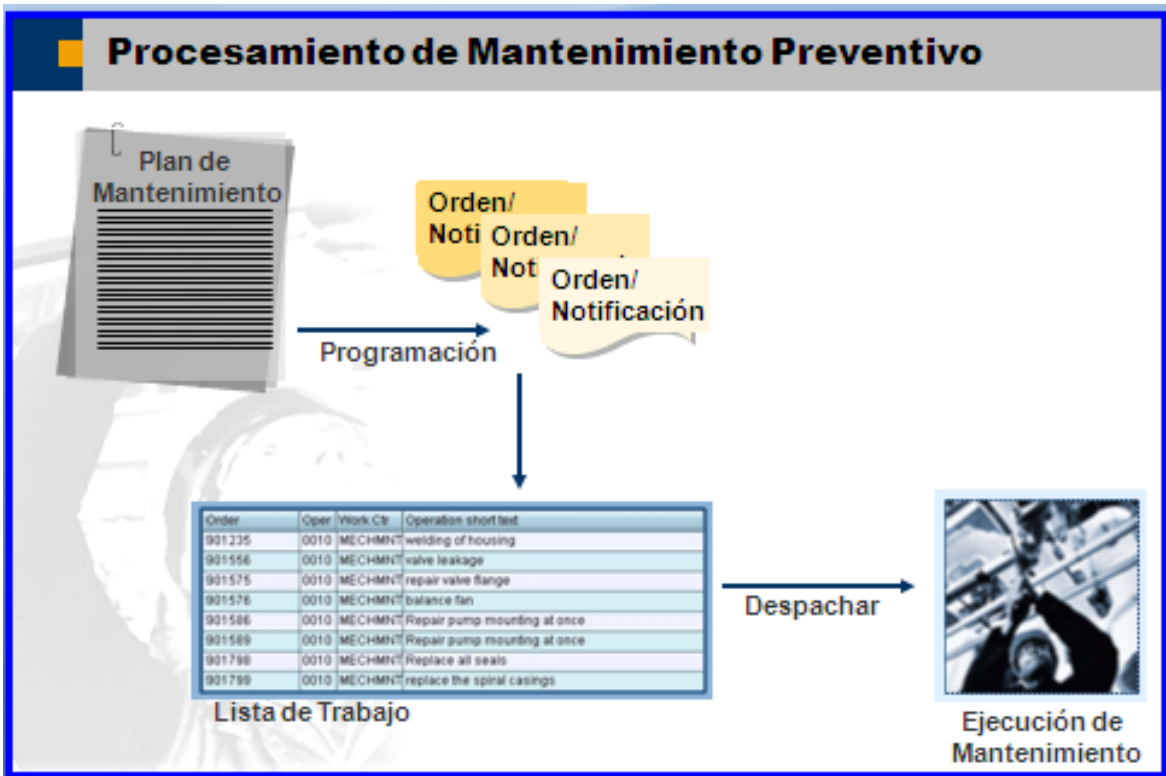 Procesamiento de Mantenimiento Preventivo
Plan de
Mantenimiento
Orden/
Noti
Orden/
Not
Orden/
Notificación
Programación
Order Oper Work Ctr Operation short text
901235 0010 MECHMNT welding of housing
901556 0010 MECHMNT valve leakage
901575 0010 MECHMNT repair valve flange
901576 0010 MECHMNT balance fan
901586 0010 MECHMNT Repair pump mounting at once
901589 0010 MECHMNT Repair pump mounting at once
901798 0010 MECHMNT Replace all seals
901799 0010 MECHMNT replace the spiral casings
Lista de Trabajo
Despachar
Ejecución de
Mantenimiento